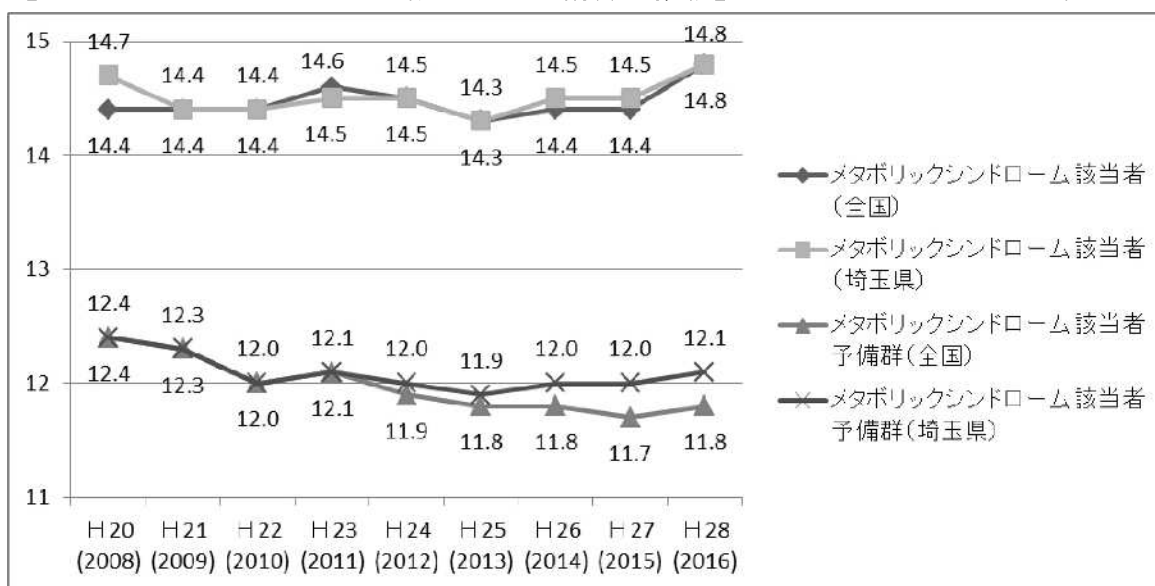 15
14
13
12
11
14.7
14.4
14.4
14.6
14.5
14.3
14.5
14.5
14.8
14.4
14.4
14.4
14.5
14.5
14.3
14.4
14.4
14.8
12.4
12.3
12.0
12.1
12.0
11.9
12.0
12.0
12.1
12.4
12.3
12.0
12.1
11.9
11.8
11.8
11.7
11.8
H20
(2008)
H21
(2009)
H22
(2010)
H23
(2011)
H24
(2012)
H25
(2013)
H26
(2014)
H27
(2015)
H28
(2016)
メタボリックシンドローム該当者
(全国)
メタボリックシンドローム該当者
(埼玉県)
メタボリックシンドローム該当者
予備群(全国)
メタボリックシンドローム該当者
予備群(埼玉県)